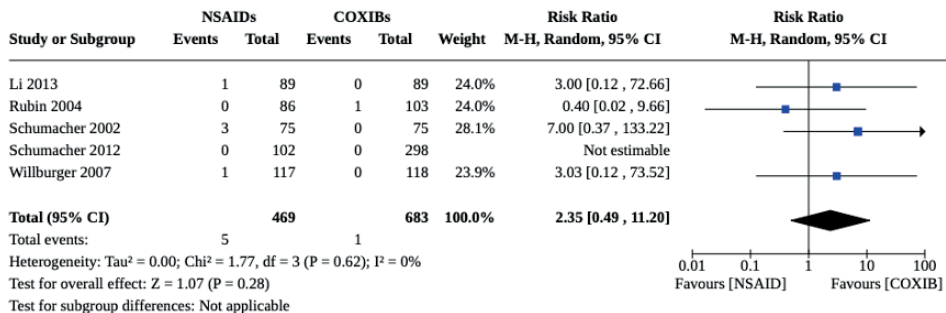 NSAIDs COXIBs Risk Ratio Risk Ratio
Study or Subgroup Events Total Events Total Weight M-H, Random, 95% CI M-H, Random, 95% CI
Li 2013 1 89 0 89 24.0% 3.00 [0.12 , 72.66]
Rubin 2004 0 86 1 103 24.0% 0.40 [0.02 , 9.66]
Schumacher 2002 3 75 0 75 28.1% 7.00 [0.37 , 133.22]
Schumacher 2012 0 102 0 298 Not estimable
Willburger 2007 1 117 0 118 23.9% 3.03 [0.12 , 73.52]
Total (95% CI) 469 683 100.0% 2.35 [0.49 , 11.20]
Total events: 5 1
Heterogeneity: Tau² = 0.00; Chi² = 1.77, df = 3 (P = 0.62); I² = 0%
Test for overall effect: Z = 1.07 (P = 0.28)
Test for subgroup differences: Not applicable
0.01 0.1 1 10 100
Favours [NSAID] Favours [COXIB]